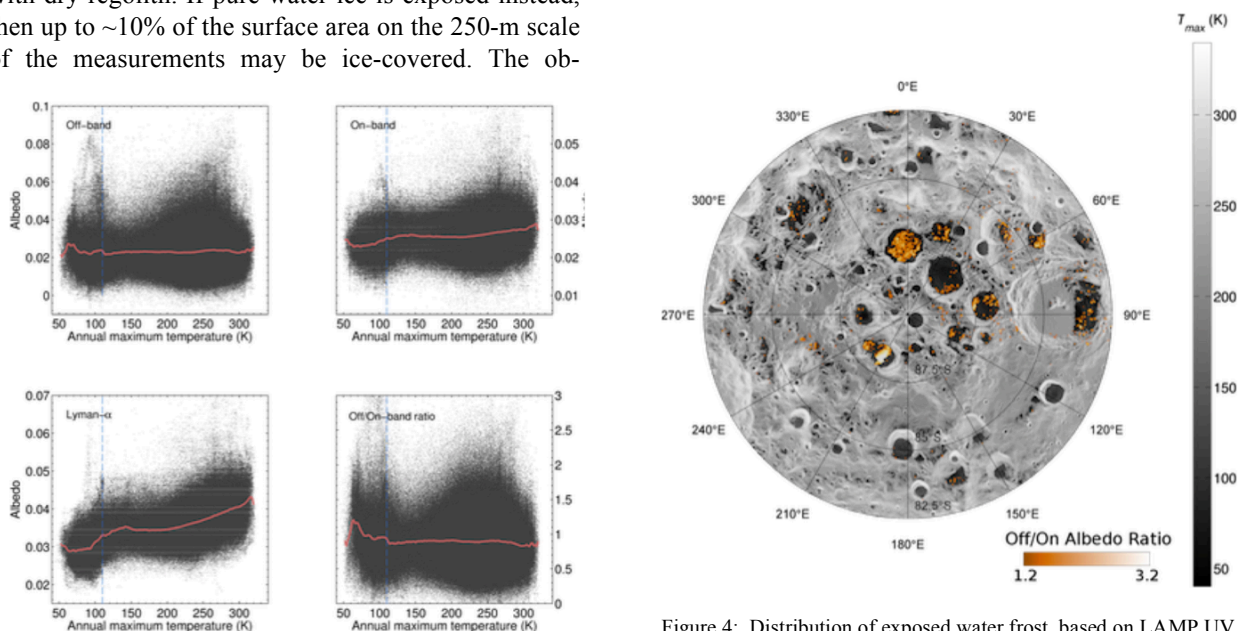 with dry regolith. If pure water ice is exposed instead,
then up to ~10% of the surface area on the 250-m scale
of the measurements may be ice-covered. The ob-
0.1
0.08
0.06
0.04
0.02
0
Off-band
Albedo
50 100 150 200 250 300
Annual maximum temperature (K)
On-band
0.05
0.04
0.03
0.02
0.01
50 100 150 200 250 300
Annual maximum temperature (K)
0.07
0.06
0.05
0.04
0.03
0.02
Lyman-α
Albedo
50 100 150 200 250 300
Annual maximum temperature (K)
Off/On-band ratio
3
2.5
2
1.5
1
0.5
0
50 100 150 200 250 300
Annual maximum temperature (K)
Tmax (K)
300
250
200
150
100
50
0°E
30°E
60°E
90°E
120°E
150°E
180°E
210°E
240°E
270°E
300°E
330°E
87.5°S
85°S
82.5°S
Off/On Albedo Ratio
1.2 3.2
Figure 4: Distribution of exposed water frost, based on LAMP UV